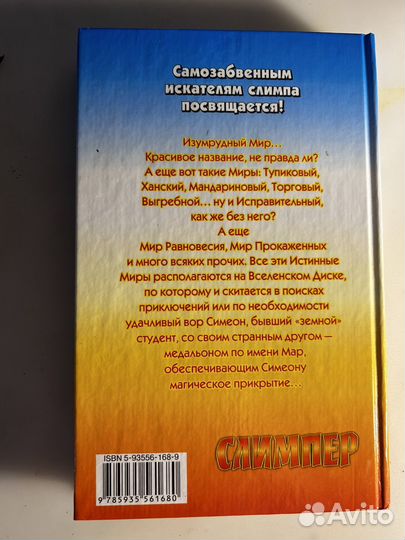 Самозабвенным
искателям слимпа
посвящается!
Изумрудный Мир...
Красивое название, не правда ли?
А еще вот такие Миры: Тупиковый,
Ханский, Мандариновый, Торговый,
Выгребной... ну и Исправительный,
как же без него?
А еще
Мир Равновесия, Мир Прокаженных
и много всяких прочих. Все эти Истинные
Миры располагаются на Вселенском Диске,
по которому и скитается в поисках
приключений или по необходимости
удачливый вор Симеон, бывший «земной»
студент, со своим странным другом —
медальоном по имени Мар,
обеспечивающим Симеону
магическое прикрытие...
СЛИМПЕР
ISBN 5-93556-168-9
9 785935 561680
Avito